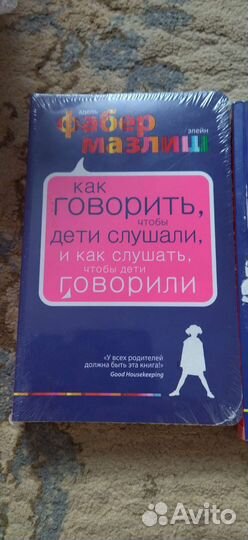 адель
фабер
элейн
мазлиш
как
говорить,
чтобы
дети слушали,
и как слушать,
чтобы дети
говорили
«У всех родителей
должна быть эта книга!»
Good Housekeeping
Avito